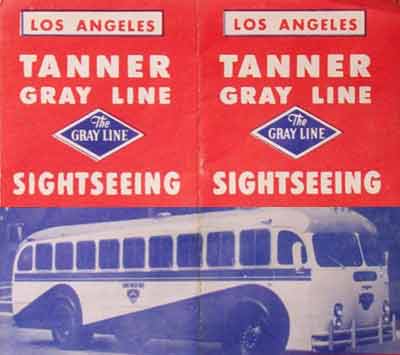 LOS ANGELES
TANNER
GRAY LINE
The
GRAY LINE
SIGHTSEEING
LOS ANGELES
TANNER
GRAY LINE
The
GRAY LINE
SIGHTSEEING